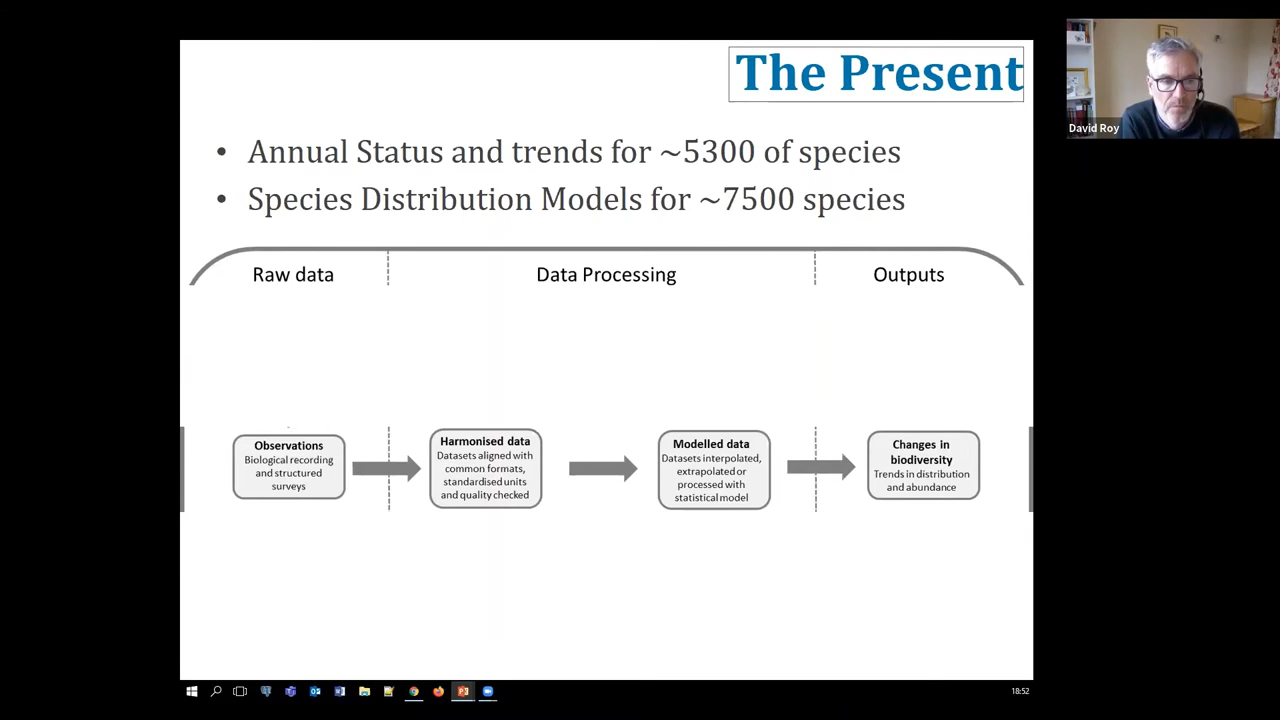 The Present
David Roy
• Annual Status and trends for ~5300 of species
• Species Distribution Models for ~7500 species
Raw data
Data Processing
Outputs
Observations
Biological recording
and structured
surveys
Harmonised data
Datasets aligned with
common formats,
standardised units
and quality checked
Modelled data
Datasets interpolated,
extrapolated or
processed with
statistical model
Changes in
biodiversity
Trends in distribution
and abundance
18:52